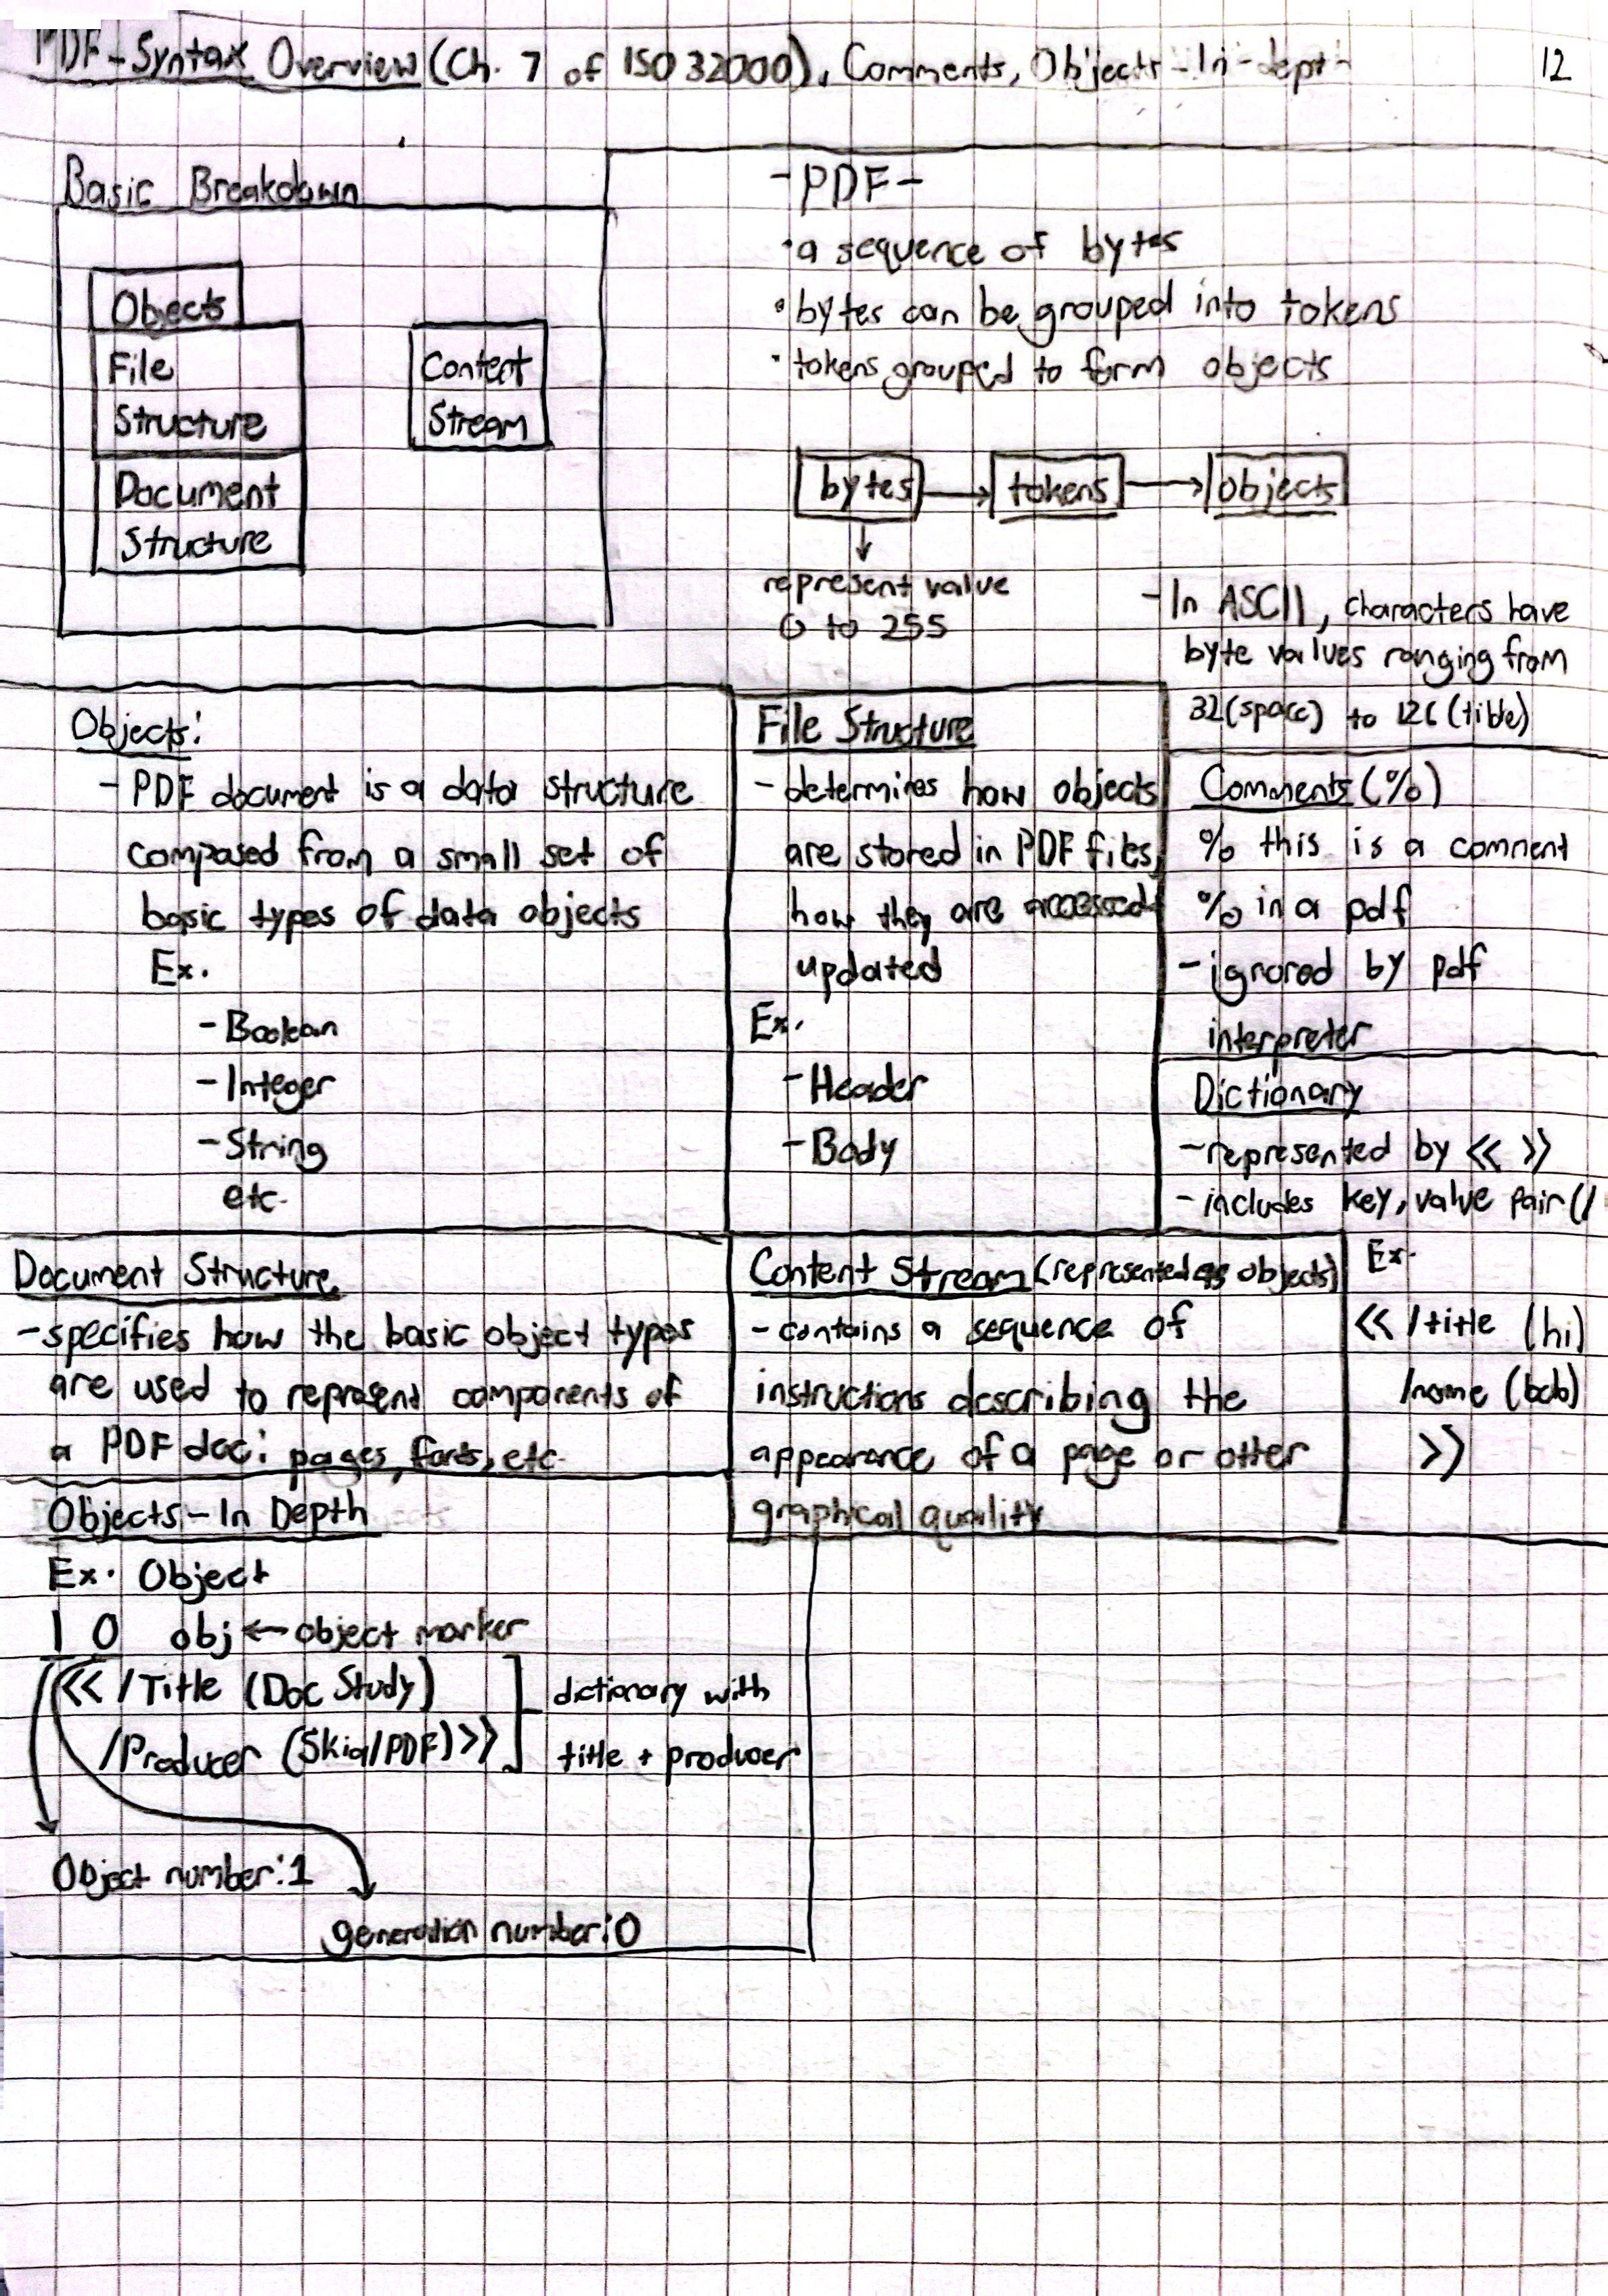 PDF-Syntax Overview (Ch. 7 of ISO 32000), Comments, Objects-In-depth
12
Basic Breakdown
Objects
File
Structure
Document
Structure
Content
Stream
-PDF-
• a sequence of bytes
• bytes can be grouped into tokens
• tokens grouped to form objects
bytes → tokens → objects
represent value
0 to 255
- In ASCII, characters have
byte values ranging from
32(space) to 126(tilde)
Objects:
- PDF document is a data structure
composed from a small set of
basic types of data objects
Ex.
- Boolean
- Integer
- String
etc.
File Structure
- determines how objects
are stored in PDF files,
how they are accessed
updated
Ex.
- Header
- Body
Comments (%)
% this is a comment
% in a pdf
- ignored by pdf
interpreter
Dictionary
- represented by << >>
- includes key, value pair (/
Ex.
<< /title (hi)
/name (bob)
>>
Document Structure
- specifies how the basic object types
are used to represent components of
a PDF doc: pages, fonts, etc.
Content Stream (represented as objects)
- contains a sequence of
instructions describing the
appearance of a page or other
graphical quality
Objects - In Depth
Ex. Object
1 0 obj ← object marker
<< /Title (Doc Study)
/Producer (Skia/PDF) >>
dictionary with
title + producer
Object number: 1
generation number: 0